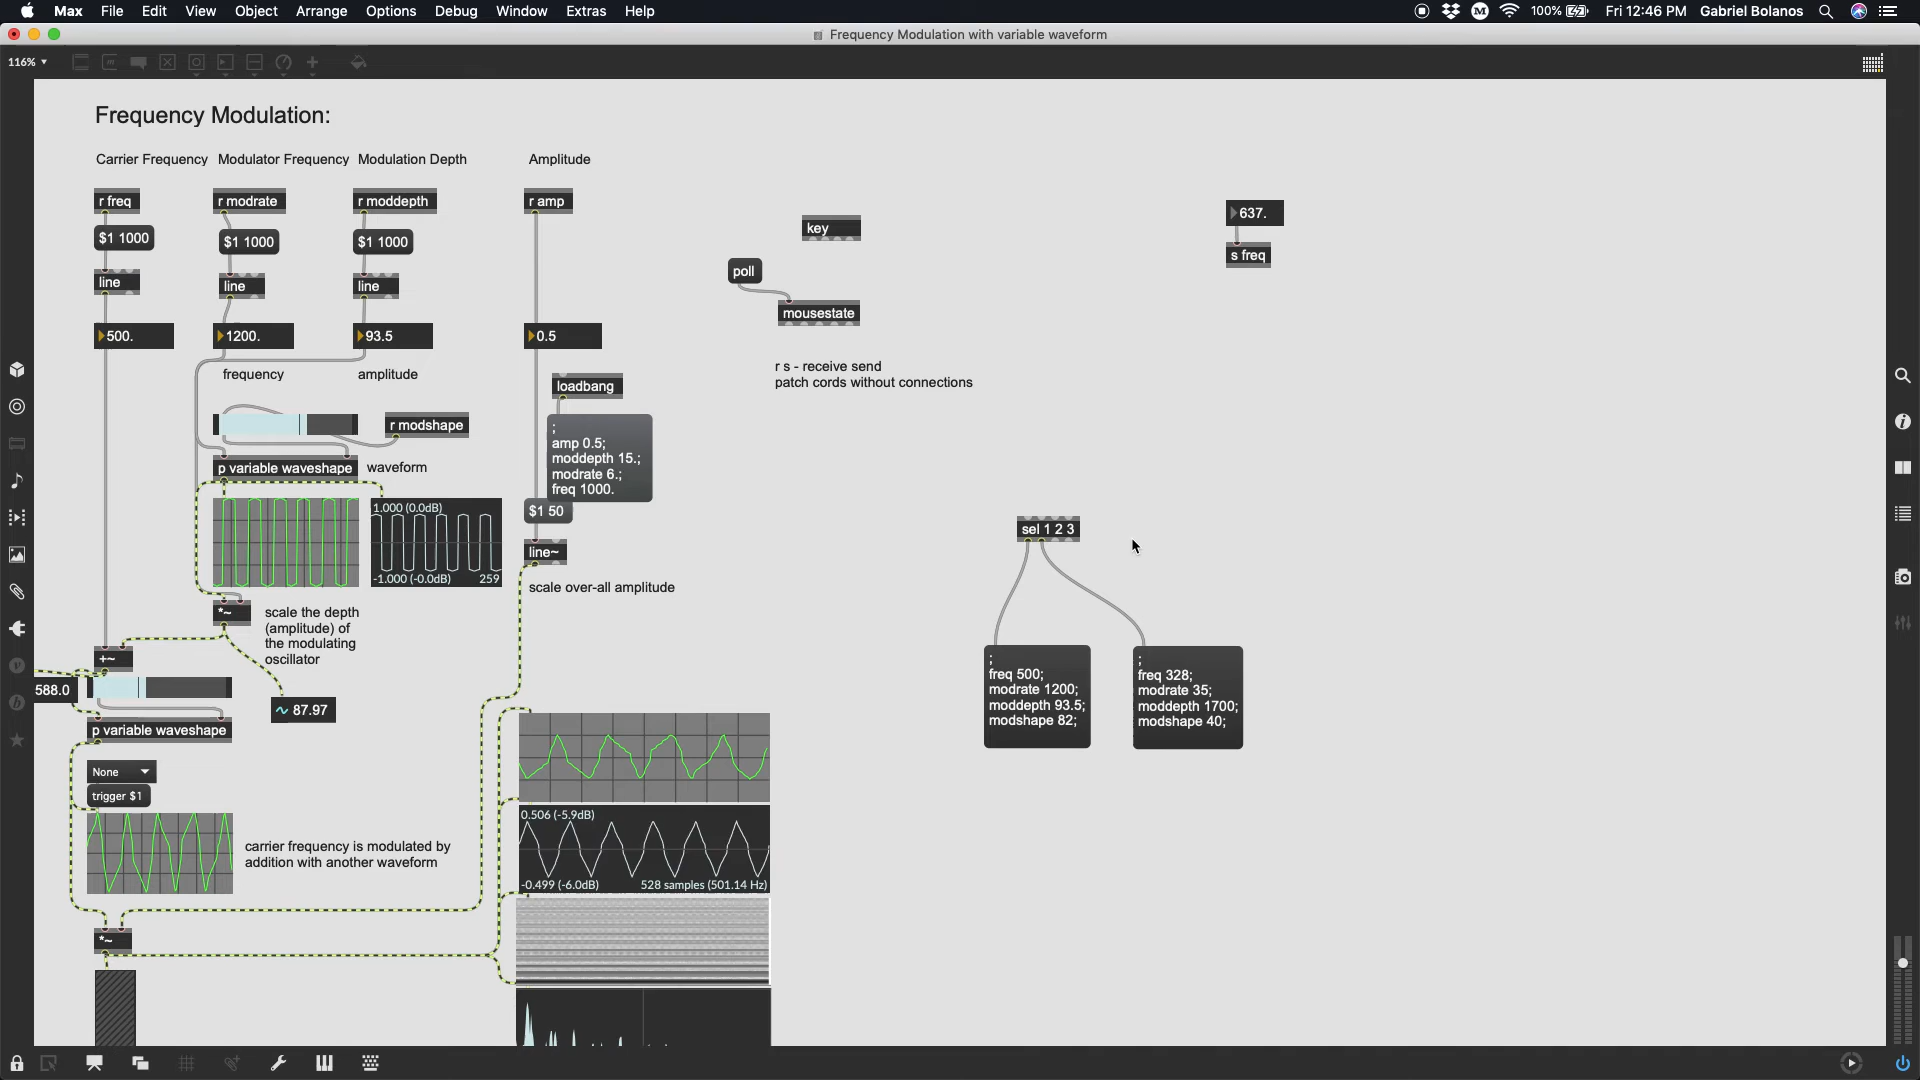 Max File Edit View Object Arrange Options Debug Window Extras Help
100% Fri 12:46 PM Gabriel Bolanos
Frequency Modulation with variable waveform
116%
Frequency Modulation:
Carrier Frequency Modulator Frequency Modulation Depth Amplitude
r freq r modrate r moddepth r amp
$1 1000 $1 1000 $1 1000
line line line
500. 1200. 93.5 0.5
frequency amplitude
r modshape
p variable waveshape waveform
1.000 (0.0dB)
-1.000 (-0.0dB) 259
*~
scale the depth
(amplitude) of
the modulating
oscillator
+~
588.0
87.97
p variable waveshape
None
trigger $1
carrier frequency is modulated by
addition with another waveform
*~
loadbang
;
amp 0.5;
moddepth 15.;
modrate 6.;
freq 1000.
$1 50
line~
scale over-all amplitude
0.506 (-5.9dB)
-0.499 (-6.0dB) 528 samples (501.14 Hz)
key
poll
mousestate
r s - receive send
patch cords without connections
637.
s freq
sel 1 2 3
;
freq 500;
modrate 1200;
moddepth 93.5;
modshape 82;
;
freq 328;
modrate 35;
moddepth 1700;
modshape 40;